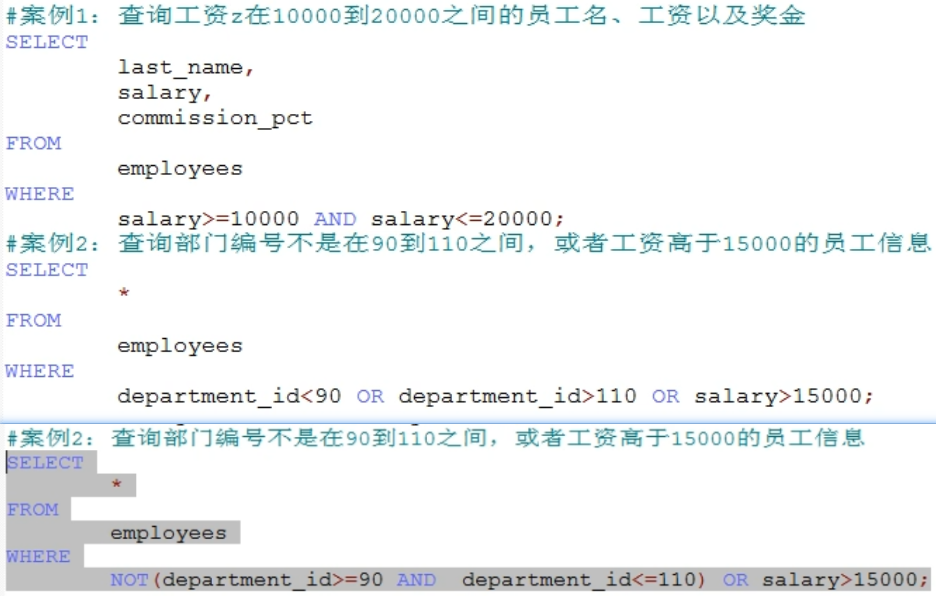 #案例1：查询工资z在10000到20000之间的员工名、工资以及奖金
SELECT
last_name,
salary,
commission_pct
FROM
employees
WHERE
salary>=10000 AND salary<=20000;
#案例2：查询部门编号不是在90到110之间，或者工资高于15000的员工信息
SELECT
*
FROM
employees
WHERE
department_id<90 OR department_id>110 OR salary>15000;
#案例2：查询部门编号不是在90到110之间，或者工资高于15000的员工信息
SELECT
*
FROM
employees
WHERE
NOT(department_id>=90 AND  department_id<=110) OR salary>15000;